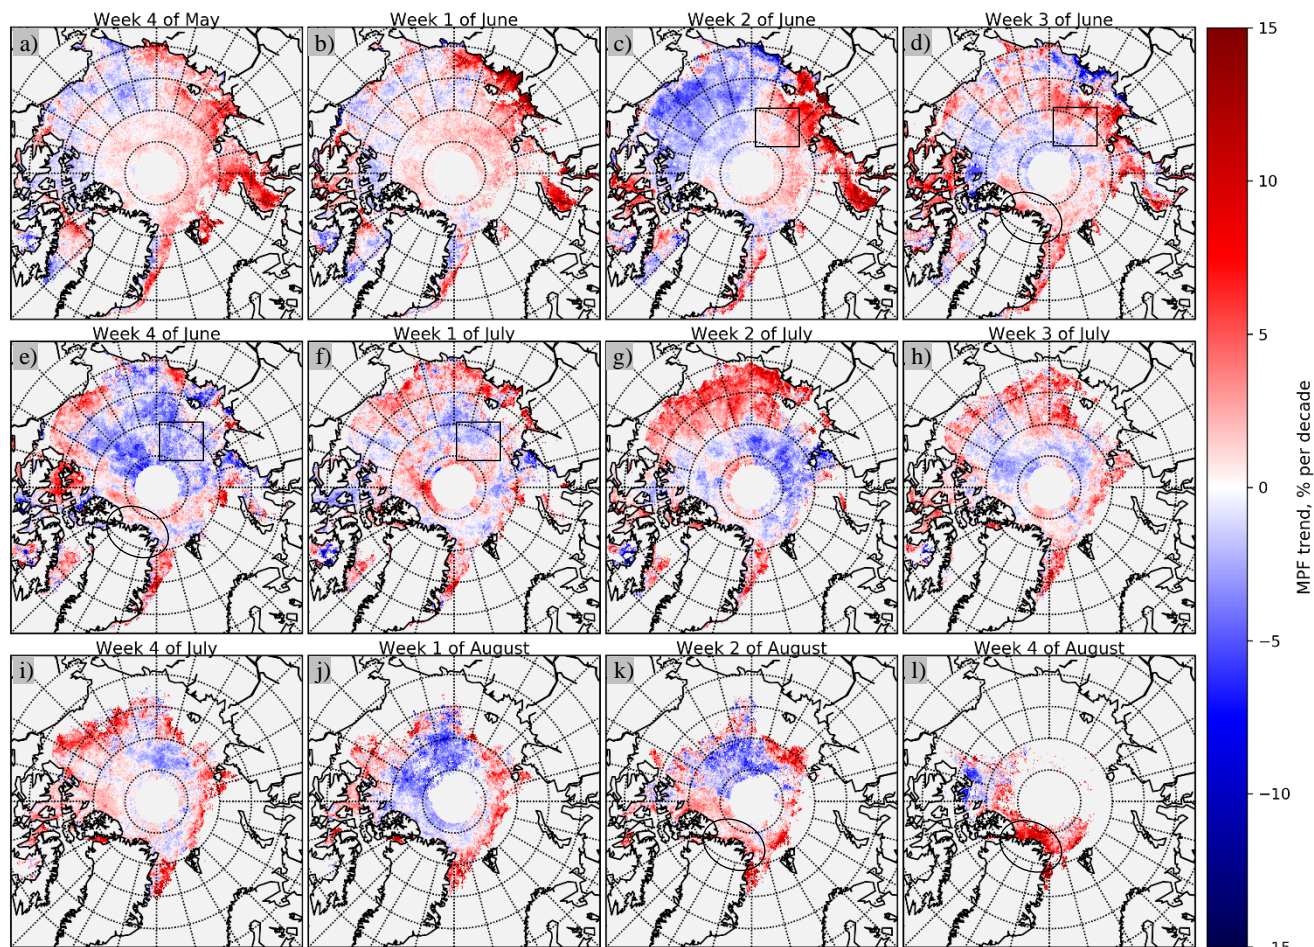 Week 4 of May
Week 1 of June
Week 2 of June
Week 3 of June
a)
b)
c)
d)
15
10
5
0
−5
−10
−15
MPF trend, % per decade
Week 4 of June
Week 1 of July
Week 2 of July
Week 3 of July
e)
f)
g)
h)
Week 4 of July
Week 1 of August
Week 2 of August
Week 4 of August
i)
j)
k)
l)